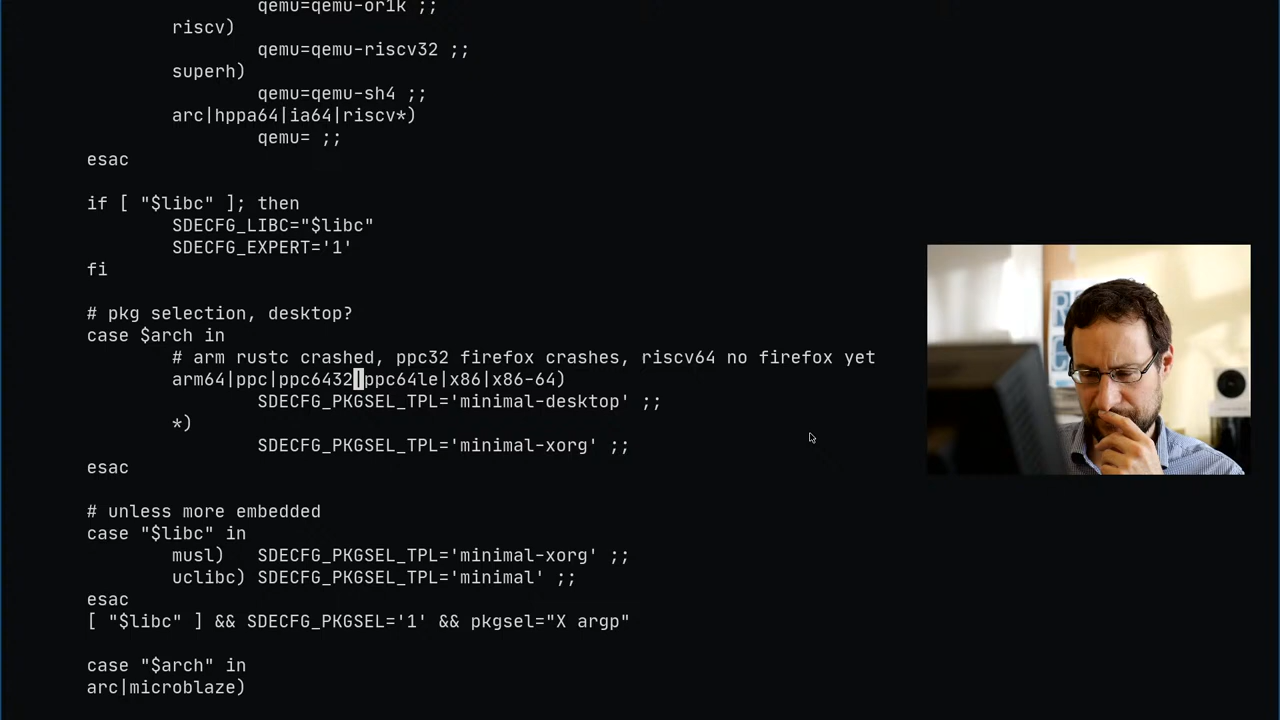 qemu=qemu-or1k ;;
riscv)
qemu=qemu-riscv32 ;;
superh)
qemu=qemu-sh4 ;;
arc|hppa64|ia64|riscv*)
qemu= ;;
esac
if [ "$libc" ]; then
SDECFG_LIBC="$libc"
SDECFG_EXPERT='1'
fi
# pkg selection, desktop?
case $arch in
# arm rustc crashed, ppc32 firefox crashes, riscv64 no firefox yet
arm64|ppc|ppc6432|ppc64le|x86|x86-64)
SDECFG_PKGSEL_TPL='minimal-desktop' ;;
*)
SDECFG_PKGSEL_TPL='minimal-xorg' ;;
esac
# unless more embedded
case "$libc" in
musl) SDECFG_PKGSEL_TPL='minimal-xorg' ;;
uclibc) SDECFG_PKGSEL_TPL='minimal' ;;
esac
[ "$libc" ] && SDECFG_PKGSEL='1' && pkgsel="X argp"
case "$arch" in
arc|microblaze)